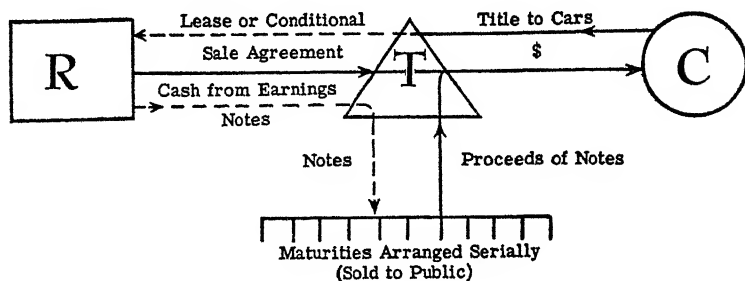 Lease or Conditional
Title to Cars
R
Sale Agreement
T
$
C
Cash from Earnings
Notes
Notes
Proceeds of Notes
Maturities Arranged Serially
(Sold to Public)